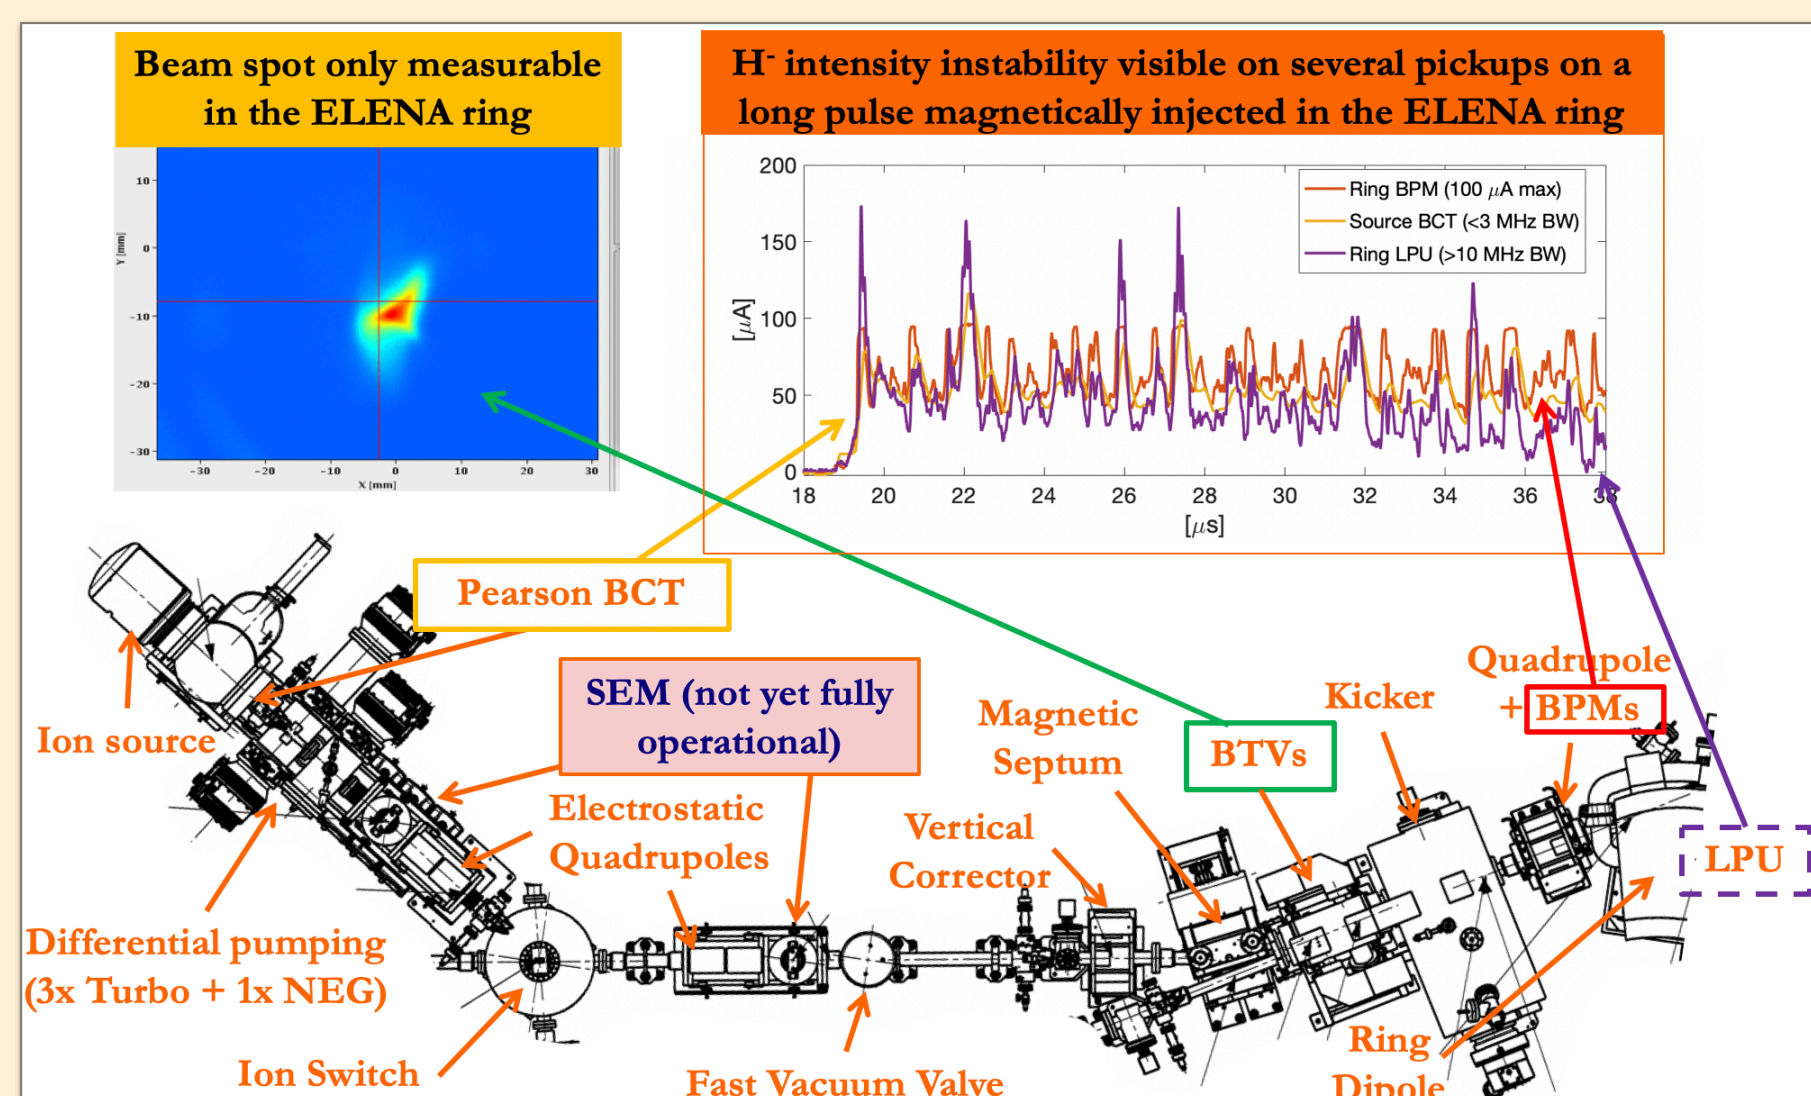 Beam spot only measurable
in the ELENA ring
H- intensity instability visible on several pickups on a
long pulse magnetically injected in the ELENA ring
10
0
-10
-20
-30
Y [mm]
-30
-20
-10
0
10
20
30
X [mm]
200
150
100
50
0
[μA]
Ring BPM (100 μA max)
Source BCT (<3 MHz BW)
Ring LPU (>10 MHz BW)
18
20
22
24
26
28
30
32
34
36
38
[μs]
Pearson BCT
SEM (not yet fully
operational)
Ion source
Electrostatic
Quadrupoles
Magnetic
Septum
BTVs
Kicker
Quadrupole
+ BPMs
Vertical
Corrector
LPU
Differential pumping
(3x Turbo + 1x NEG)
Ion Switch
Fast Vacuum Valve
Ring
Dipole